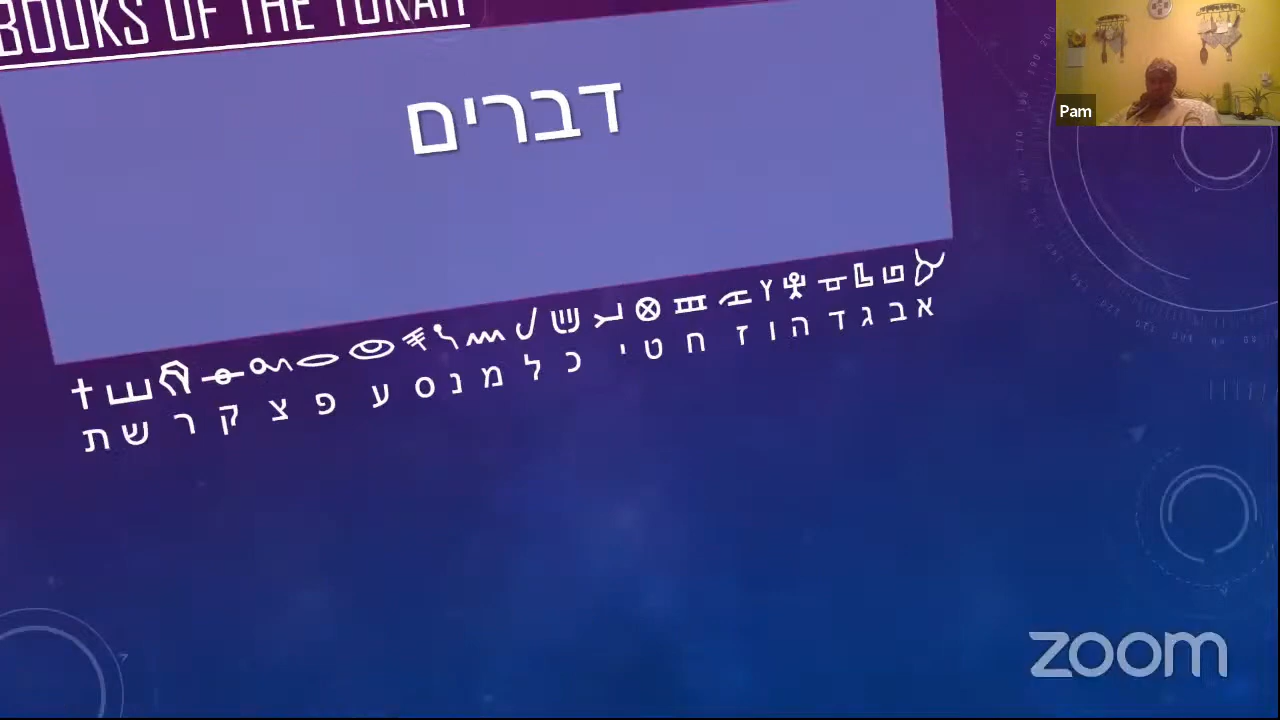 BOOKS OF THE TORAH
דברים
א ב ג ד ה ו ז ח ט י כ ל מ נ ס ע פ צ ק ר ש ת
Pam
zoom